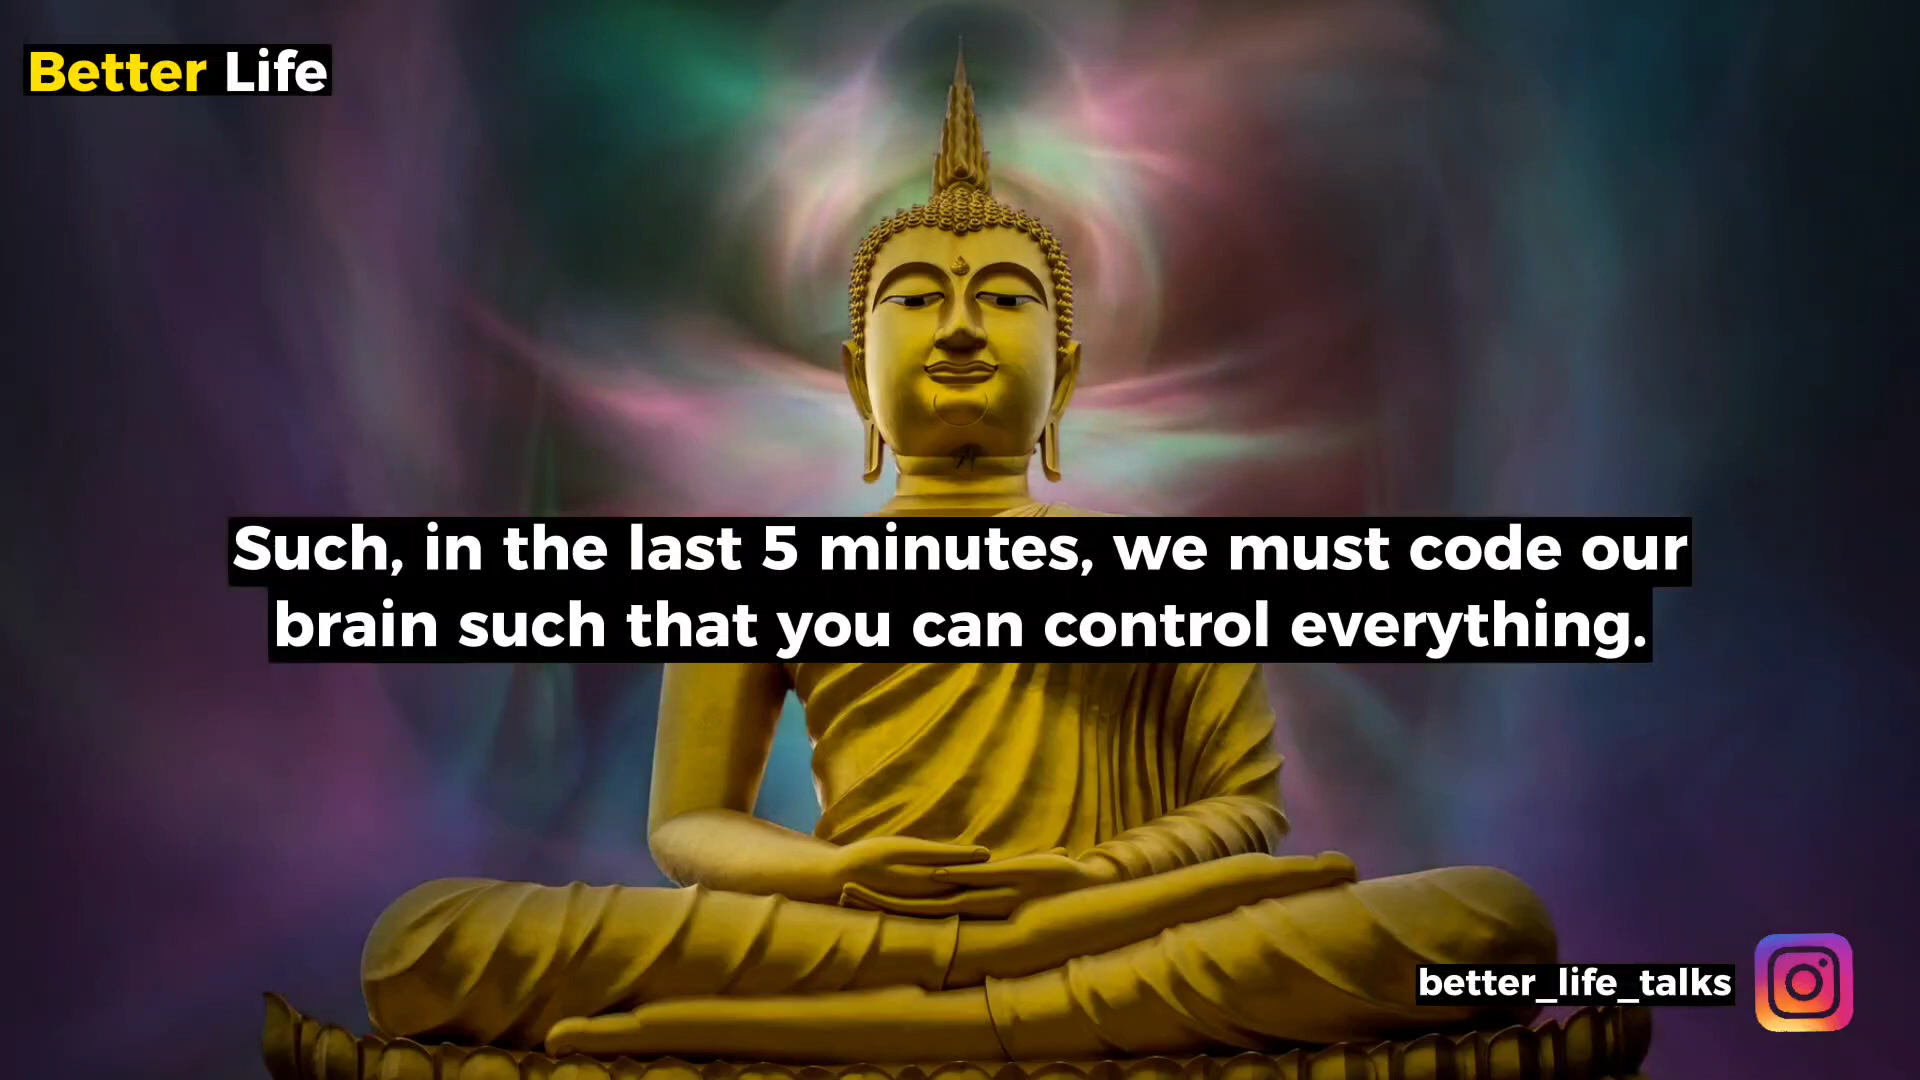 Better Life
Such, in the last 5 minutes, we must code our
brain such that you can control everything.
better_life_talks